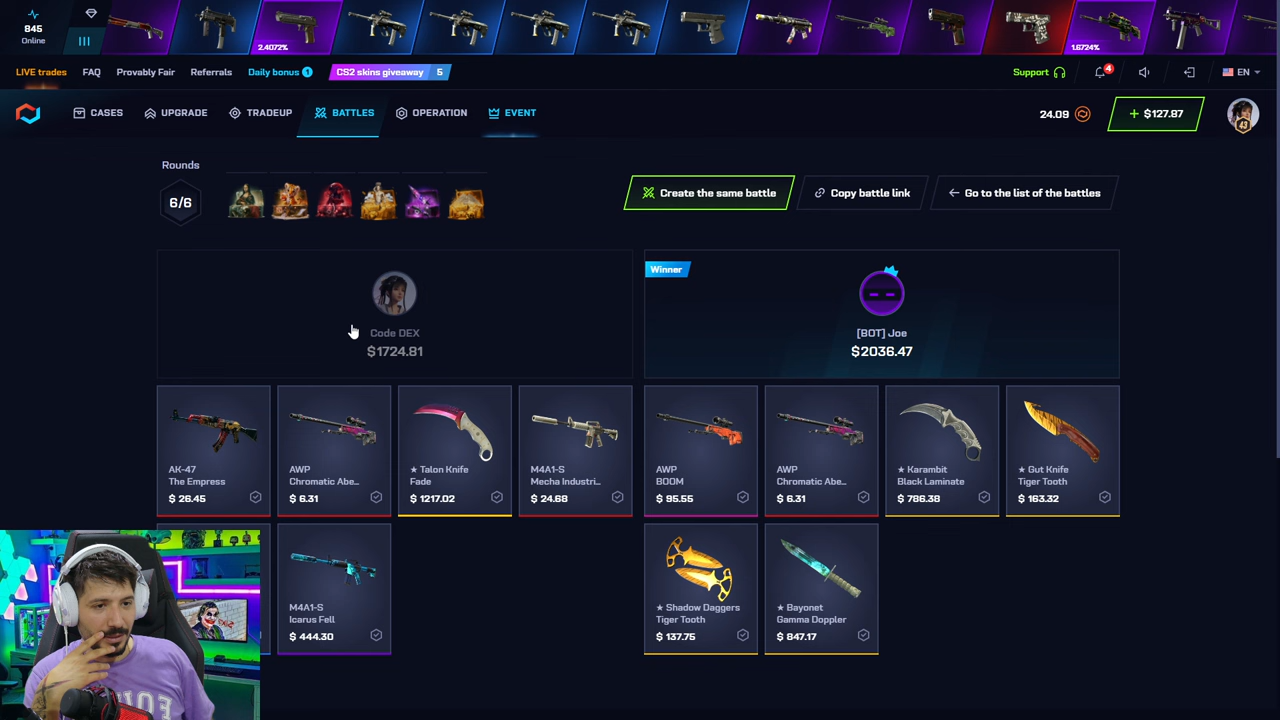 845
Online
2.4072%
1.6724%
LIVE trades
FAQ
Provably Fair
Referrals
Daily bonus 1
CS2 skins giveaway 5
Support
4
EN
CASES
UPGRADE
TRADEUP
BATTLES
OPERATION
EVENT
24.09
+ $127.87
43
Rounds
6/6
Create the same battle
Copy battle link
Go to the list of the battles
Code DEX
$1724.81
Winner
[BOT] Joe
$2036.47
AK-47
The Empress
$ 26.45
AWP
Chromatic Abe...
$ 6.31
★ Talon Knife
Fade
$ 1217.02
M4A1-S
Mecha Industri...
$ 24.68
AWP
BOOM
$ 95.55
AWP
Chromatic Abe...
$ 6.31
★ Karambit
Black Laminate
$ 786.38
★ Gut Knife
Tiger Tooth
$ 163.32
M4A1-S
Icarus Fell
$ 444.30
★ Shadow Daggers
Tiger Tooth
$ 137.75
★ Bayonet
Gamma Doppler
$ 847.17